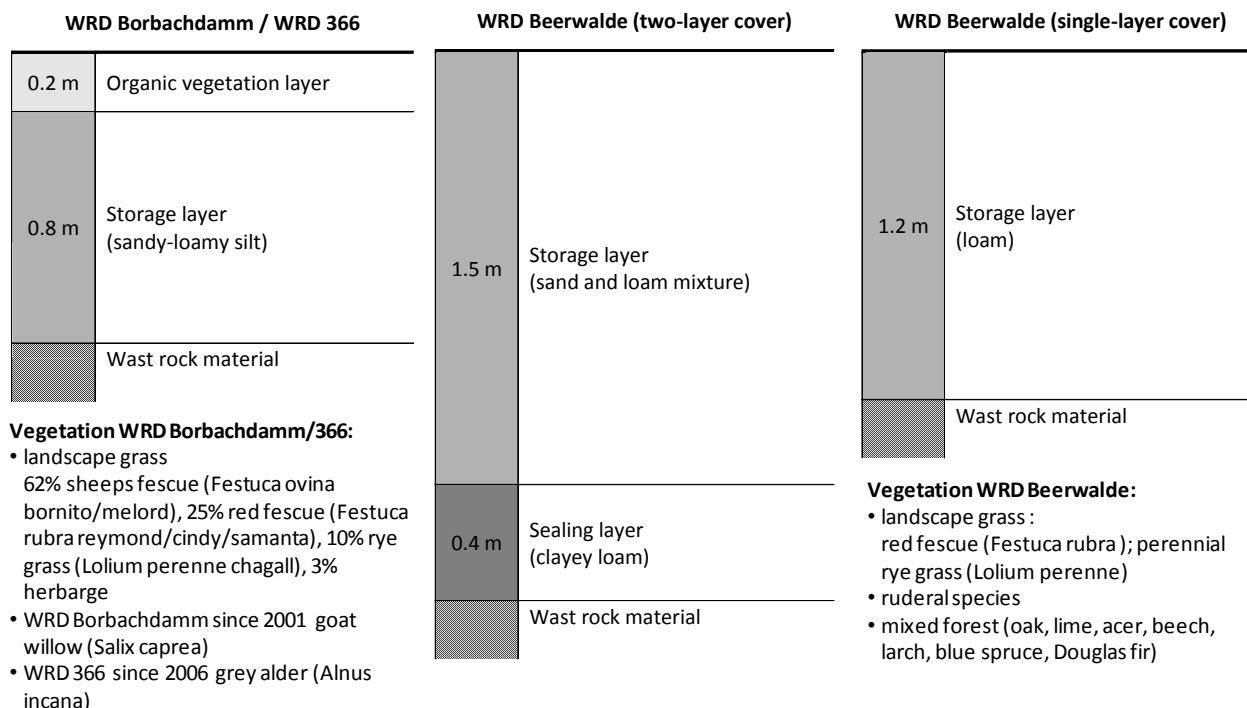 WRD Borbachdamm / WRD 366
0.2 m
Organic vegetation layer
0.8 m
Storage layer
(sandy-loamy silt)
Wast rock material
Vegetation WRD Borbachdamm/366:
• landscape grass
62% sheeps fescue (Festuca ovina
bornito/melord), 25% red fescue (Festuca
rubra reymond/cindy/samanta), 10% rye
grass (Lolium perenne chagall), 3%
herbarge
• WRD Borbachdamm since 2001 goat
willow (Salix caprea)
• WRD 366 since 2006 grey alder (Alnus
incana)
WRD Beerwalde (two-layer cover)
1.5 m
Storage layer
(sand and loam mixture)
0.4 m
Sealing layer
(clayey loam)
Wast rock material
WRD Beerwalde (single-layer cover)
1.2 m
Storage layer
(loam)
Wast rock material
Vegetation WRD Beerwalde:
• landscape grass :
red fescue (Festuca rubra ); perennial
rye grass (Lolium perenne)
• ruderal species
• mixed forest (oak, lime, acer, beech,
larch, blue spruce, Douglas fir)